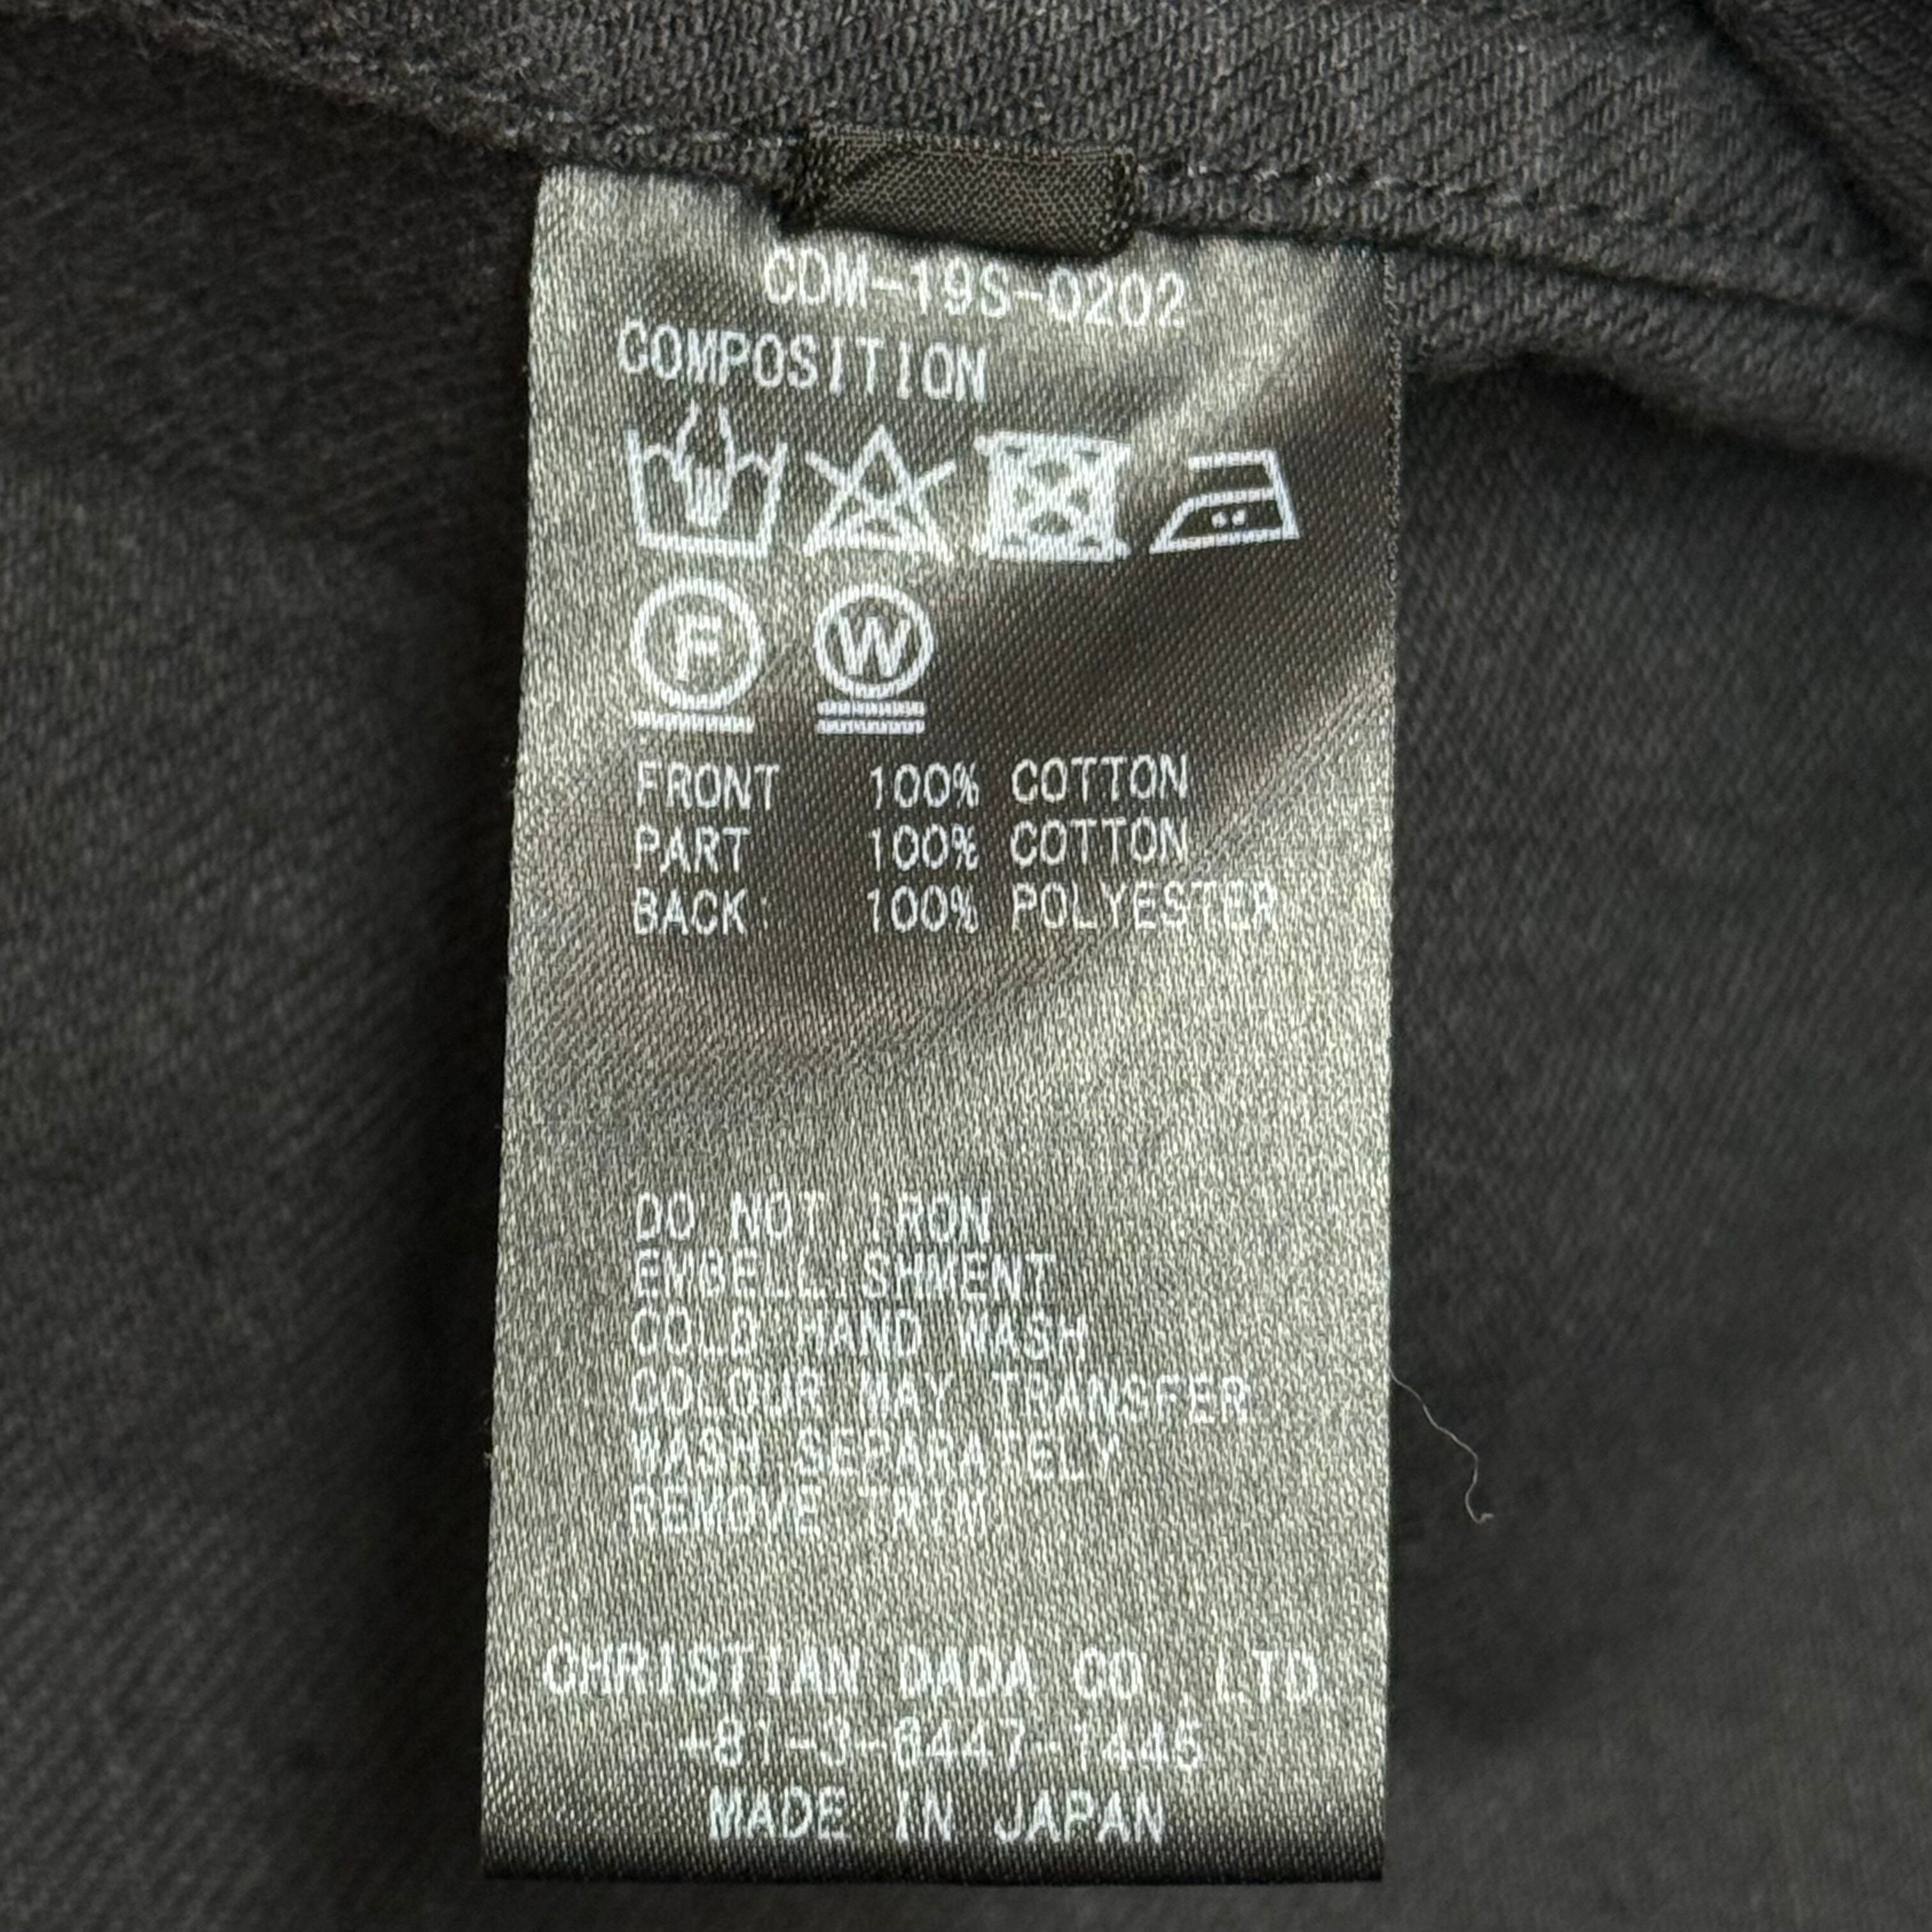 CDM-19S-0202
COMPOSITION
F W
FRONT 100% COTTON
PART 100% COTTON
BACK 100% POLYESTER
DO NOT IRON
EMBELLISHMENT
COLD HAND WASH
COLOUR MAY TRANSFER
WASH SEPARATELY
REMOVE TRIM
CHRISTIAN DADA CO., LTD.
+81-3-6447-1445
MADE IN JAPAN